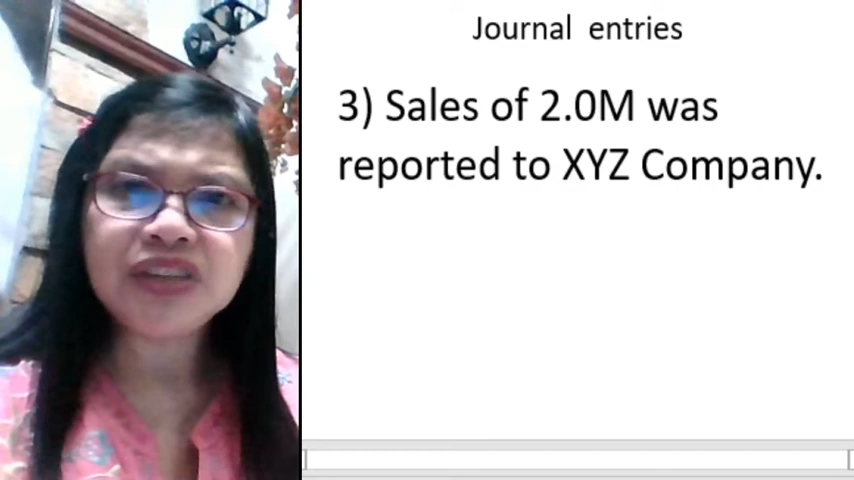 Journal entries
3) Sales of 2.0M was
reported to XYZ Company.